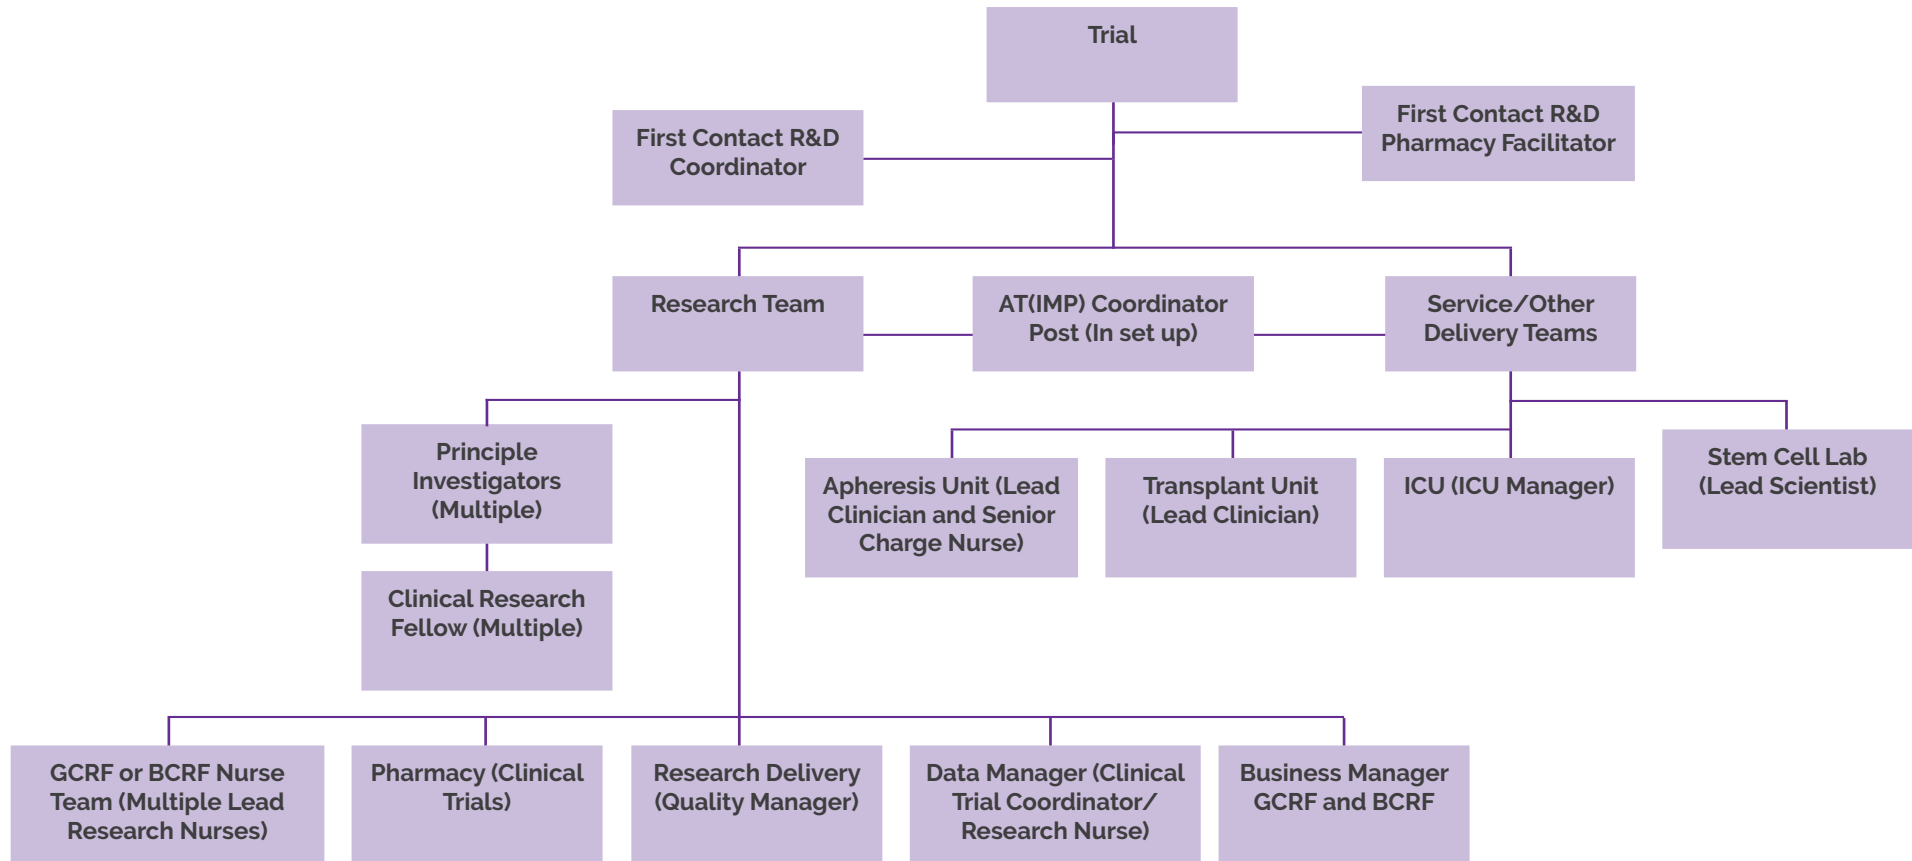 Trial
First Contact R&D
Coordinator
First Contact R&D
Pharmacy Facilitator
Research Team
AT(IMP) Coordinator
Post (In set up)
Service/Other
Delivery Teams
Principle
Investigators
(Multiple)
Clinical Research
Fellow (Multiple)
Apheresis Unit (Lead
Clinician and Senior
Charge Nurse)
Transplant Unit
(Lead Clinician)
ICU (ICU Manager)
Stem Cell Lab
(Lead Scientist)
GCRF or BCRF Nurse
Team (Multiple Lead
Research Nurses)
Pharmacy (Clinical
Trials)
Research Delivery
(Quality Manager)
Data Manager (Clinical
Trial Coordinator/
Research Nurse)
Business Manager
GCRF and BCRF